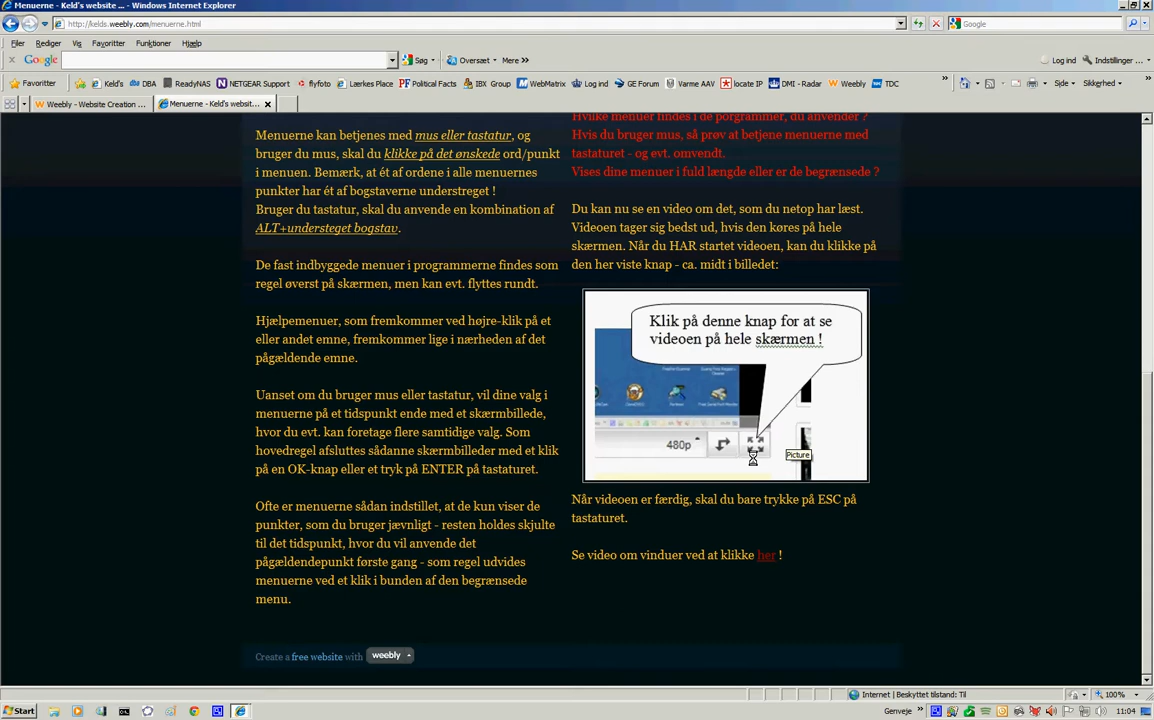 Menuerne - Keld's website ... - Windows Internet Explorer
http://kelds.weebly.com/menuerne.html
Google
Filer Rediger Vis Favoritter Funktioner Hjælp
x Google Søg Oversæt Mere >> Log ind Indstillinger ...
Favoritter Keld's DBA ReadyNAS NETGEAR Support flyfoto Lærkes Place Political Facts IBX Group WebMatrix Log ind GE Forum Varme AAV locate IP DMI - Radar Weebly TDC >> Side Sikkerhed >>
Weebly - Website Creation ... Menuerne - Keld's websit... x
Menuerne kan betjenes med mus eller tastatur, og
bruger du mus, skal du klikke på det ønskede ord/punkt
i menuen. Bemærk, at ét af ordene i alle menuernes
punkter har ét af bogstaverne understreget !
Bruger du tastatur, skal du anvende en kombination af
ALT+understeget bogstav.
De fast indbyggede menuer i programmerne findes som
regel øverst på skærmen, men kan evt. flyttes rundt.
Hjælpemenuer, som fremkommer ved højre-klik på et
eller andet emne, fremkommer lige i nærheden af det
pågældende emne.
Uanset om du bruger mus eller tastatur, vil dine valg i
menuerne på et tidspunkt ende med et skærmbillede,
hvor du evt. kan foretage flere samtidige valg. Som
hovedregel afsluttes sådanne skærmbilleder med et klik
på en OK-knap eller et tryk på ENTER på tastaturet.
Ofte er menuerne sådan indstillet, at de kun viser de
punkter, som du bruger jævnligt - resten holdes skjulte
til det tidspunkt, hvor du vil anvende det
pågældendepunkt første gang - som regel udvides
menuerne ved et klik i bunden af den begrænsede
menu.
Hvilke menuer findes i de porgrammer, du anvender ?
Hvis du bruger mus, så prøv at betjene menuerne med
tastaturet - og evt. omvendt.
Vises dine menuer i fuld længde eller er de begrænsede ?
Du kan nu se en video om det, som du netop har læst.
Videoen tager sig bedst ud, hvis den køres på hele
skærmen. Når du HAR startet videoen, kan du klikke på
den her viste knap - ca. midt i billedet:
Klik på denne knap for at se
videoen på hele skærmen !
480p
Picture
Når videoen er færdig, skal du bare trykke på ESC på
tastaturet.
Se video om vinduer ved at klikke her !
Create a free website with weebly
Internet | Beskyttet tilstand: Til 100%
Start Genveje >> 11:04